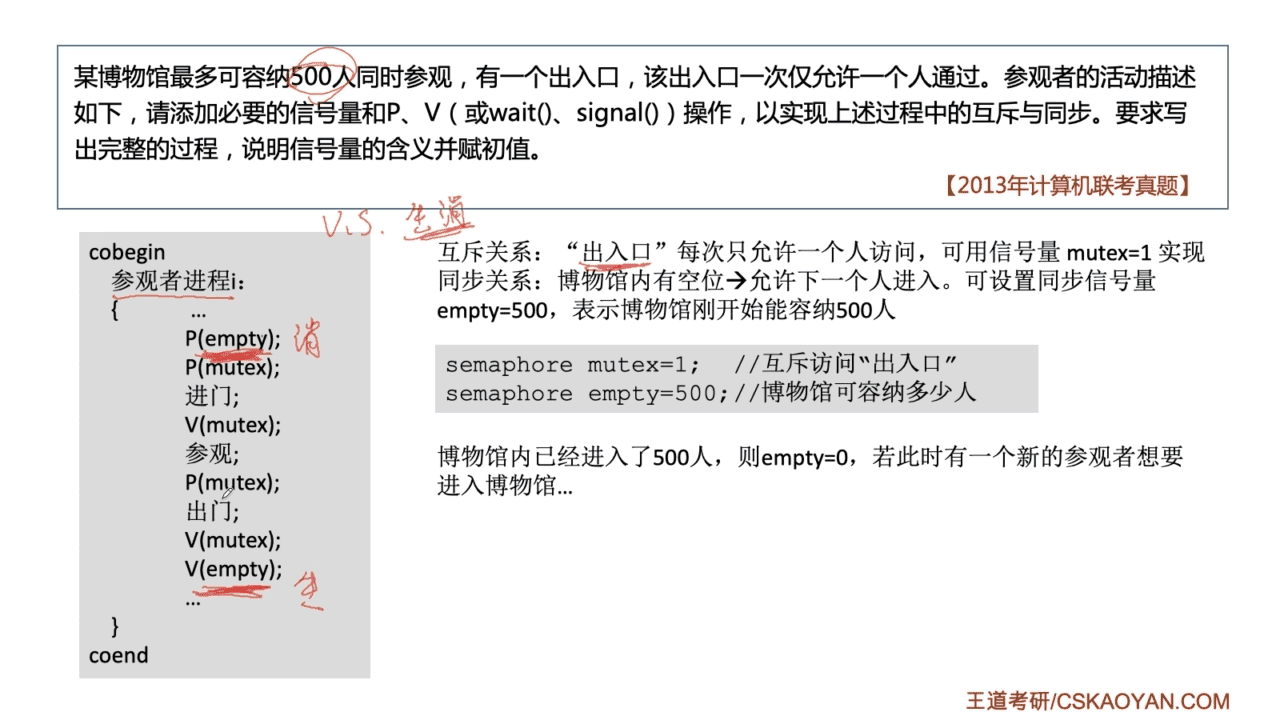 某博物馆最多可容纳500人同时参观，有一个出入口，该出入口一次仅允许一个人通过。参观者的活动描述
如下，请添加必要的信号量和P、V（或wait()、signal()）操作，以实现上述过程中的互斥与同步。要求写
出完整的过程，说明信号量的含义并赋初值。
【2013年计算机联考真题】
V.S. 生消
cobegin
参观者进程i：
{ ...
P(empty); 消
P(mutex);
进门;
V(mutex);
参观;
P(mutex);
出门;
V(mutex);
V(empty); 生
...
}
coend
互斥关系：“出入口”每次只允许一个人访问，可用信号量 mutex=1 实现
同步关系：博物馆内有空位→允许下一个人进入。可设置同步信号量
empty=500，表示博物馆刚开始能容纳500人
semaphore mutex=1; //互斥访问“出入口”
semaphore empty=500;//博物馆可容纳多少人
博物馆内已经进入了500人，则empty=0，若此时有一个新的参观者想要
进入博物馆...
王道考研/CSKAOYAN.COM